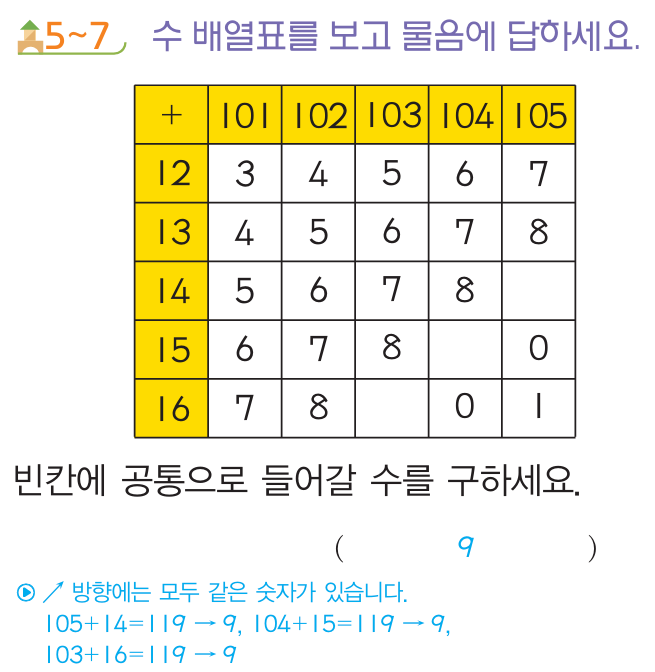 5~7 수 배열표를 보고 물음에 답하세요.
+ 101 102 103 104 105
12 3 4 5 6 7
13 4 5 6 7 8
14 5 6 7 8
15 6 7 8 0
16 7 8 0 1
빈칸에 공통으로 들어갈 수를 구하세요.
( 9 )
▶ ↗ 방향에는 모두 같은 숫자가 있습니다.
105+14=119 → 9, 104+15=119 → 9,
103+16=119 → 9